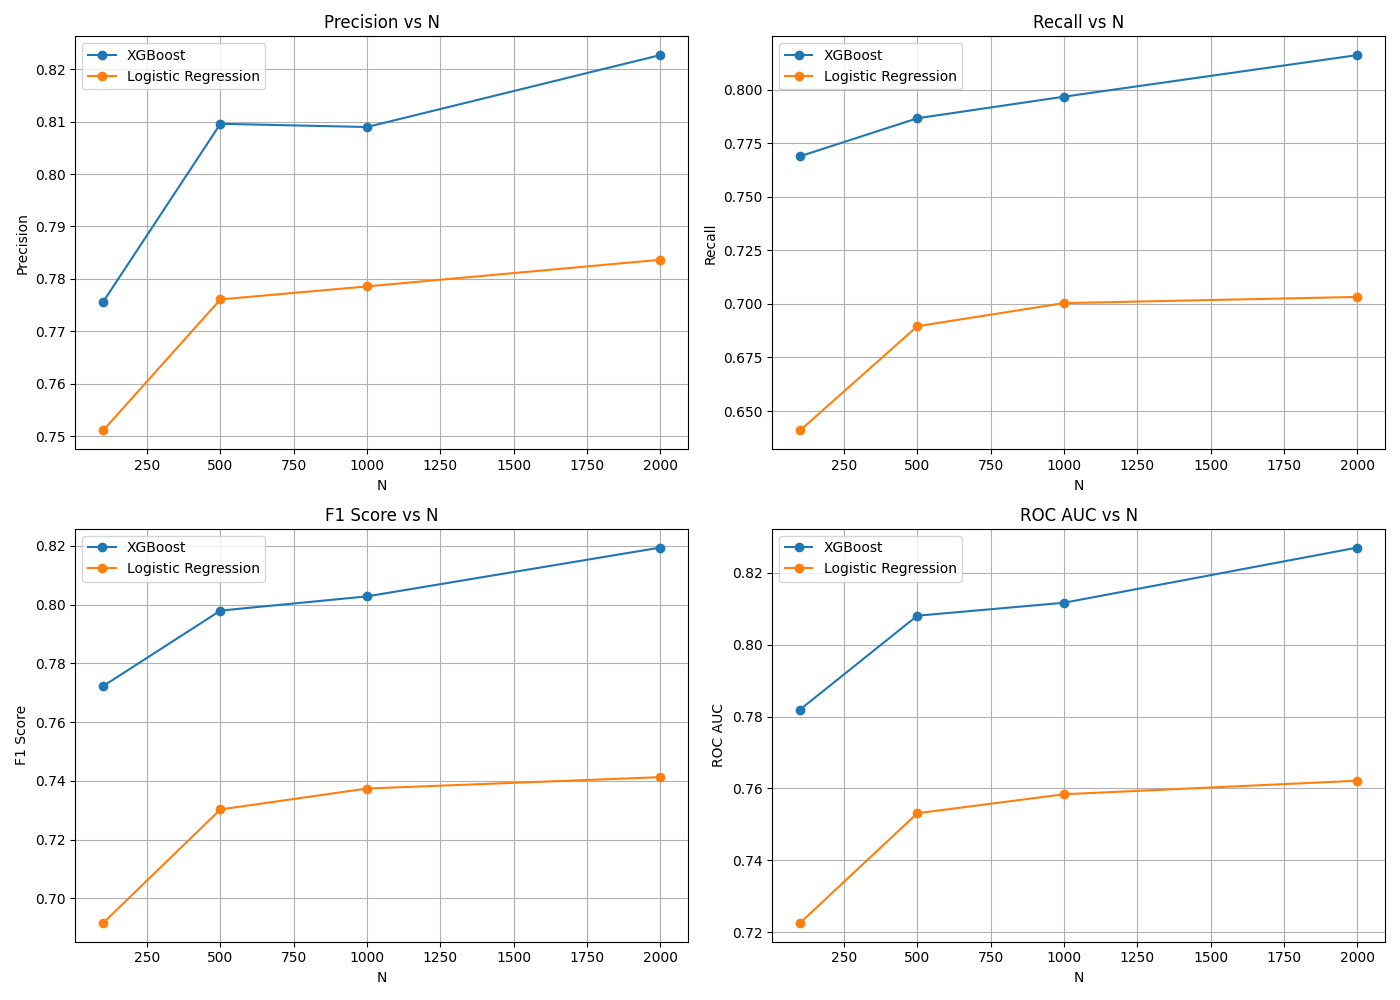 Precision vs N
XGBoost
Logistic Regression
0.82
0.81
0.80
0.79
0.78
0.77
0.76
0.75
Precision
250 500 750 1000 1250 1500 1750 2000
N
Recall vs N
XGBoost
Logistic Regression
0.800
0.775
0.750
0.725
0.700
0.675
0.650
Recall
250 500 750 1000 1250 1500 1750 2000
N
F1 Score vs N
XGBoost
Logistic Regression
0.82
0.80
0.78
0.76
0.74
0.72
0.70
F1 Score
250 500 750 1000 1250 1500 1750 2000
N
ROC AUC vs N
XGBoost
Logistic Regression
0.82
0.80
0.78
0.76
0.74
0.72
ROC AUC
250 500 750 1000 1250 1500 1750 2000
N